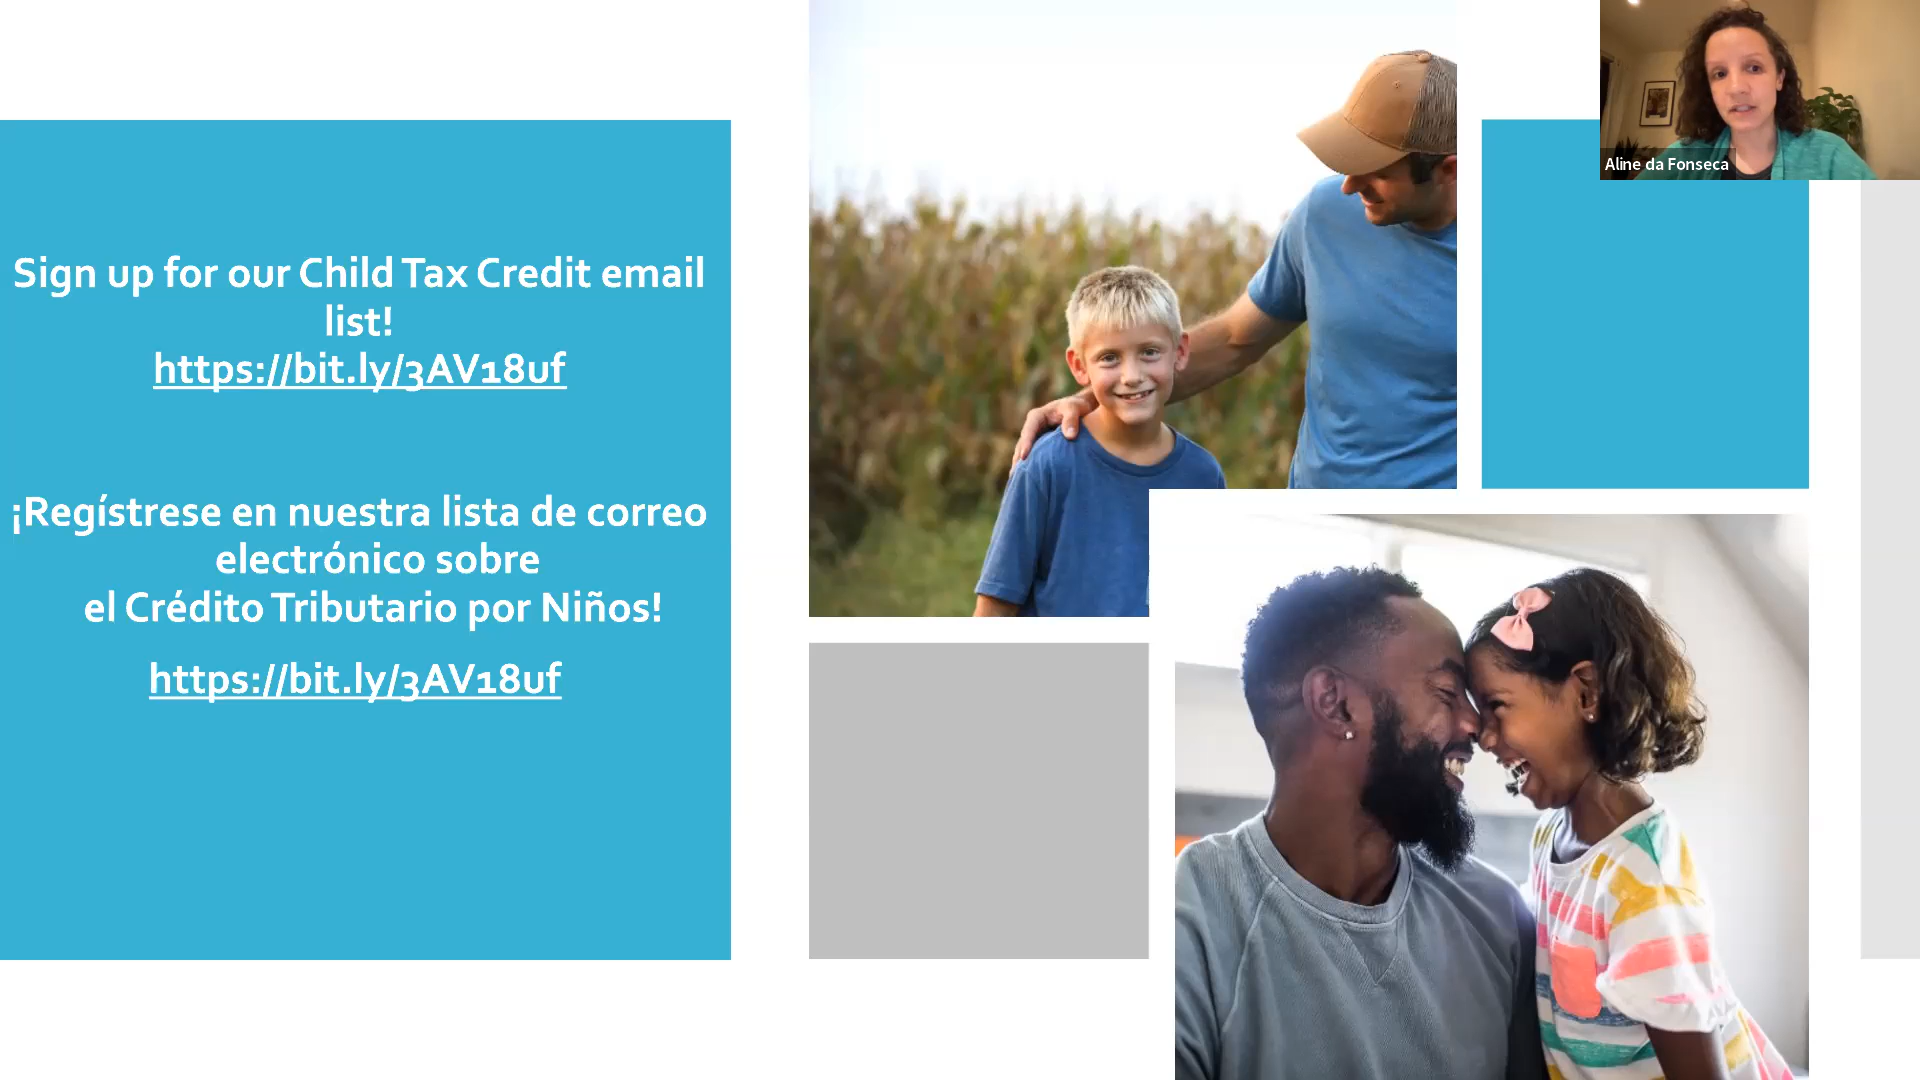 Sign up for our Child Tax Credit email
list!
https://bit.ly/3AV18uf
¡Regístrese en nuestra lista de correo
electrónico sobre
el Crédito Tributario por Niños!
https://bit.ly/3AV18uf
Aline da Fonseca